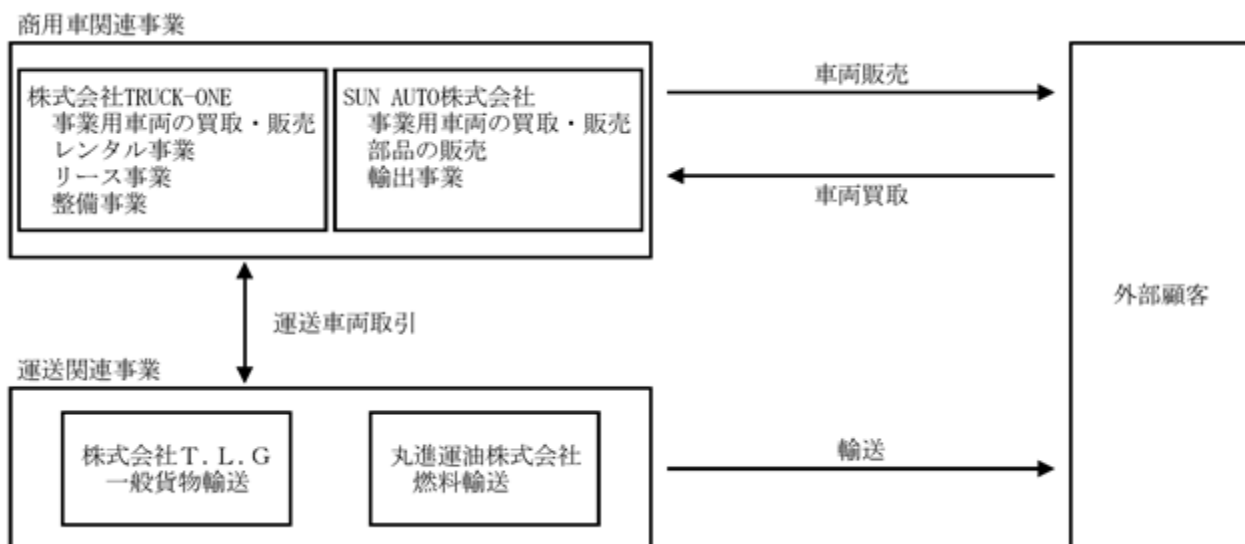 商用車関連事業
株式会社TRUCK-ONE
事業用車両の買取・販売
レンタル事業
リース事業
整備事業
SUN AUTO株式会社
事業用車両の買取・販売
部品の販売
輸出事業
車両販売
車両買取
外部顧客
運送車両取引
運送関連事業
株式会社Ｔ．Ｌ．Ｇ
一般貨物輸送
丸進運油株式会社
燃料輸送
輸送